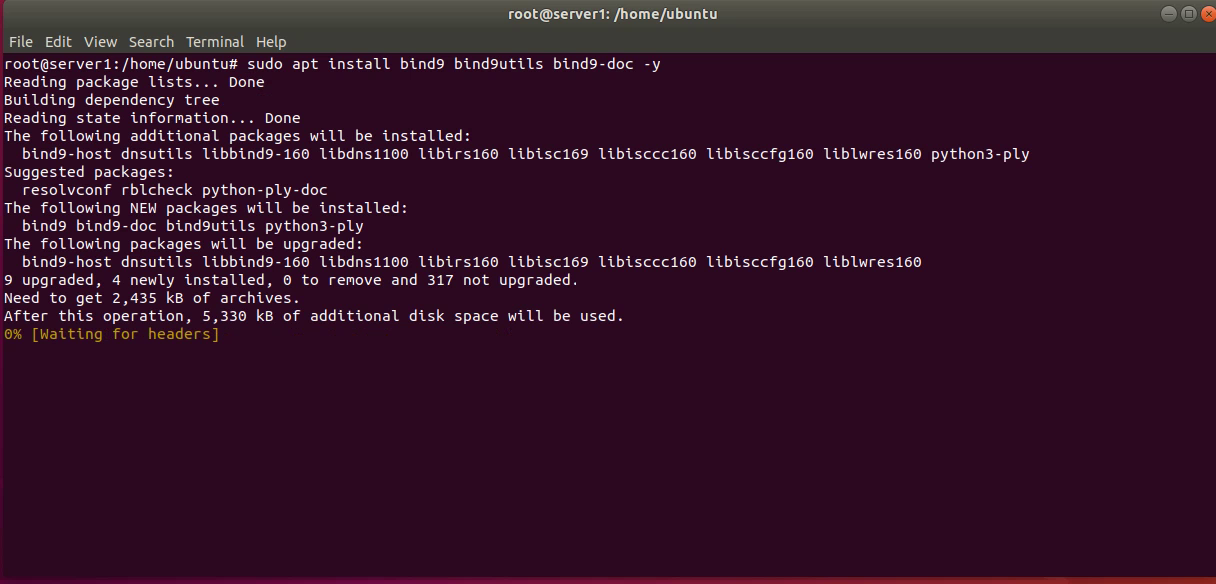 root@server1: /home/ubuntu
File Edit View Search Terminal Help
root@server1:/home/ubuntu# sudo apt install bind9 bind9utils bind9-doc -y
Reading package lists... Done
Building dependency tree
Reading state information... Done
The following additional packages will be installed:
  bind9-host dnsutils libbind9-160 libdns1100 libirs160 libisc169 libisccc160 libisccfg160 liblwres160 python3-ply
Suggested packages:
  resolvconf rblcheck python-ply-doc
The following NEW packages will be installed:
  bind9 bind9-doc bind9utils python3-ply
The following packages will be upgraded:
  bind9-host dnsutils libbind9-160 libdns1100 libirs160 libisc169 libisccc160 libisccfg160 liblwres160
9 upgraded, 4 newly installed, 0 to remove and 317 not upgraded.
Need to get 2,435 kB of archives.
After this operation, 5,330 kB of additional disk space will be used.
0% [Waiting for headers]